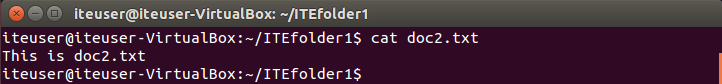 iteuser@iteuser-VirtualBox: ~/ITEfolder1
iteuser@iteuser-VirtualBox:~/ITEfolder1$ cat doc2.txt
This is doc2.txt
iteuser@iteuser-VirtualBox:~/ITEfolder1$